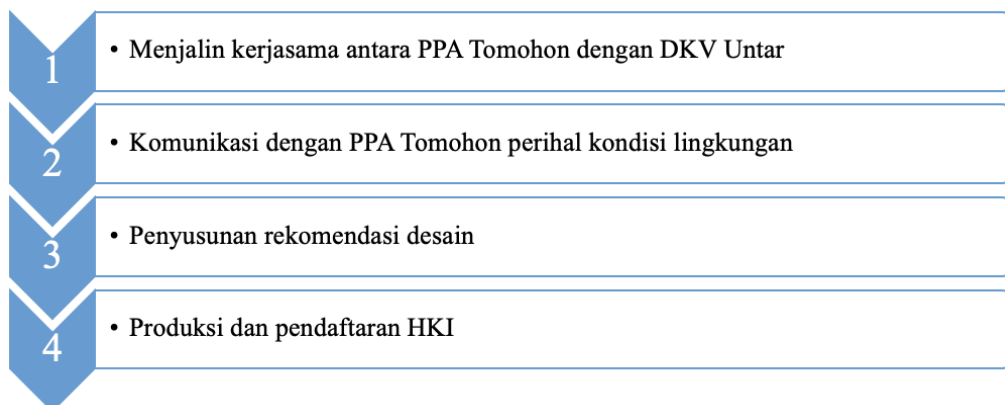 1
• Menjalin kerjasama antara PPA Tomohon dengan DKV Untar
2
• Komunikasi dengan PPA Tomohon perihal kondisi lingkungan
3
• Penyusunan rekomendasi desain
4
• Produksi dan pendaftaran HKI